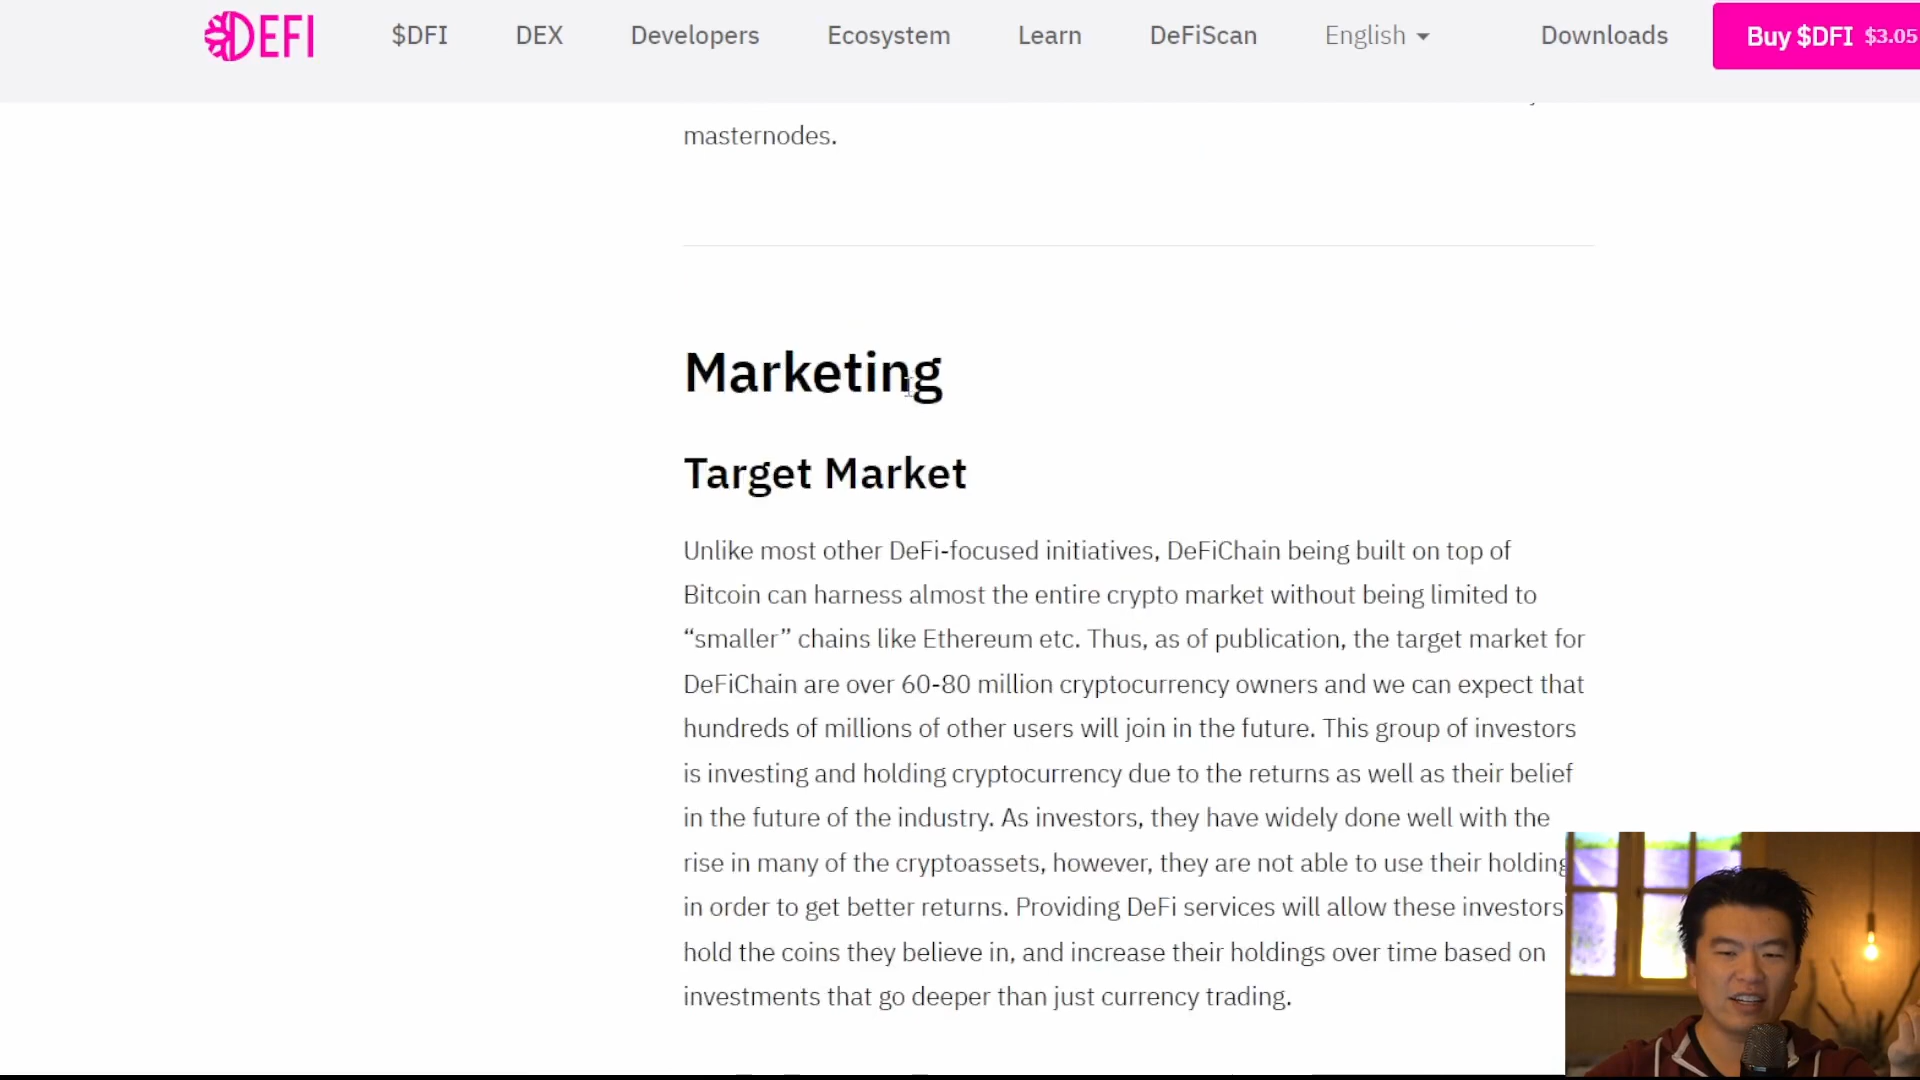 DEFI $DFI DEX Developers Ecosystem Learn DeFiScan English Downloads Buy $DFI $3.05
masternodes.
Marketing
Target Market
Unlike most other DeFi-focused initiatives, DeFiChain being built on top of
Bitcoin can harness almost the entire crypto market without being limited to
“smaller” chains like Ethereum etc. Thus, as of publication, the target market for
DeFiChain are over 60-80 million cryptocurrency owners and we can expect that
hundreds of millions of other users will join in the future. This group of investors
is investing and holding cryptocurrency due to the returns as well as their belief
in the future of the industry. As investors, they have widely done well with the
rise in many of the cryptoassets, however, they are not able to use their holding
in order to get better returns. Providing DeFi services will allow these investors
hold the coins they believe in, and increase their holdings over time based on
investments that go deeper than just currency trading.